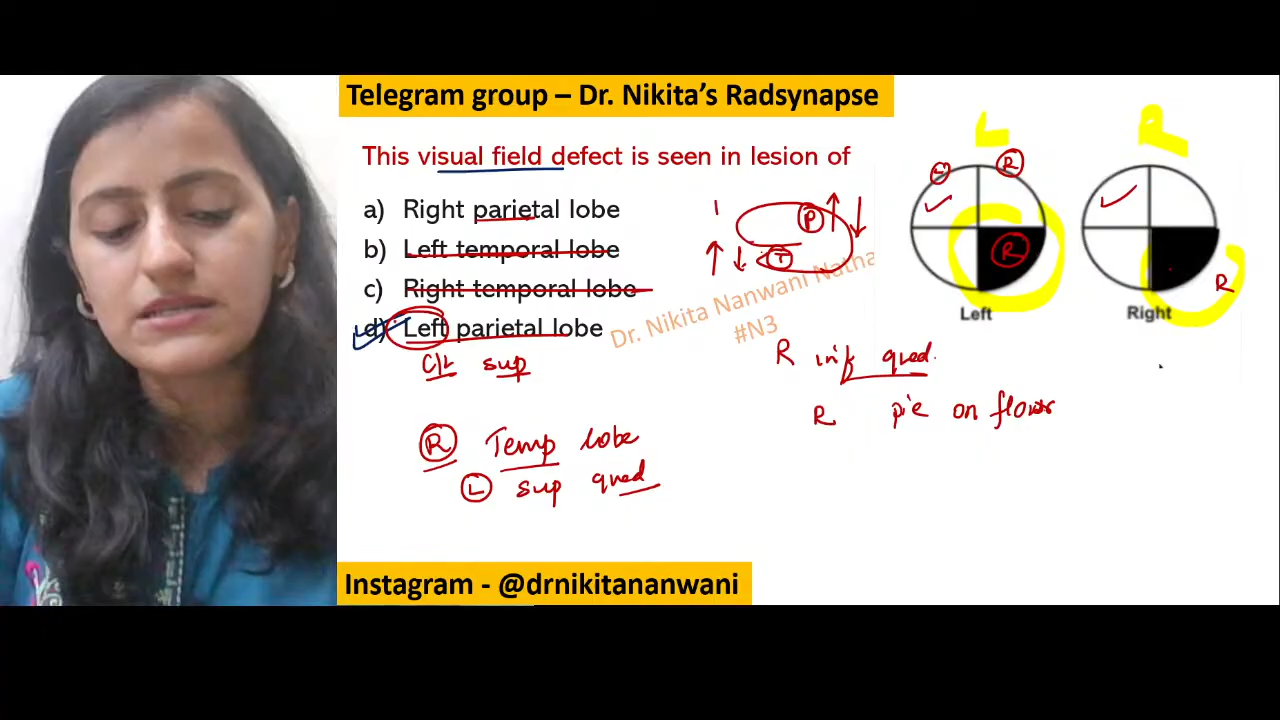 Telegram group – Dr. Nikita's Radsynapse
This visual field defect is seen in lesion of
a) Right parietal lobe
b) Left temporal lobe
c) Right temporal lobe
d) Left parietal lobe
C/L sup
R Temp lobe
L sup quad
P
T
Dr. Nikita Nanwani Natha
#N3
L
R
L
R
R
R
Left
Right
R inf quad.
R pie on floor
Instagram - @drnikitananwani